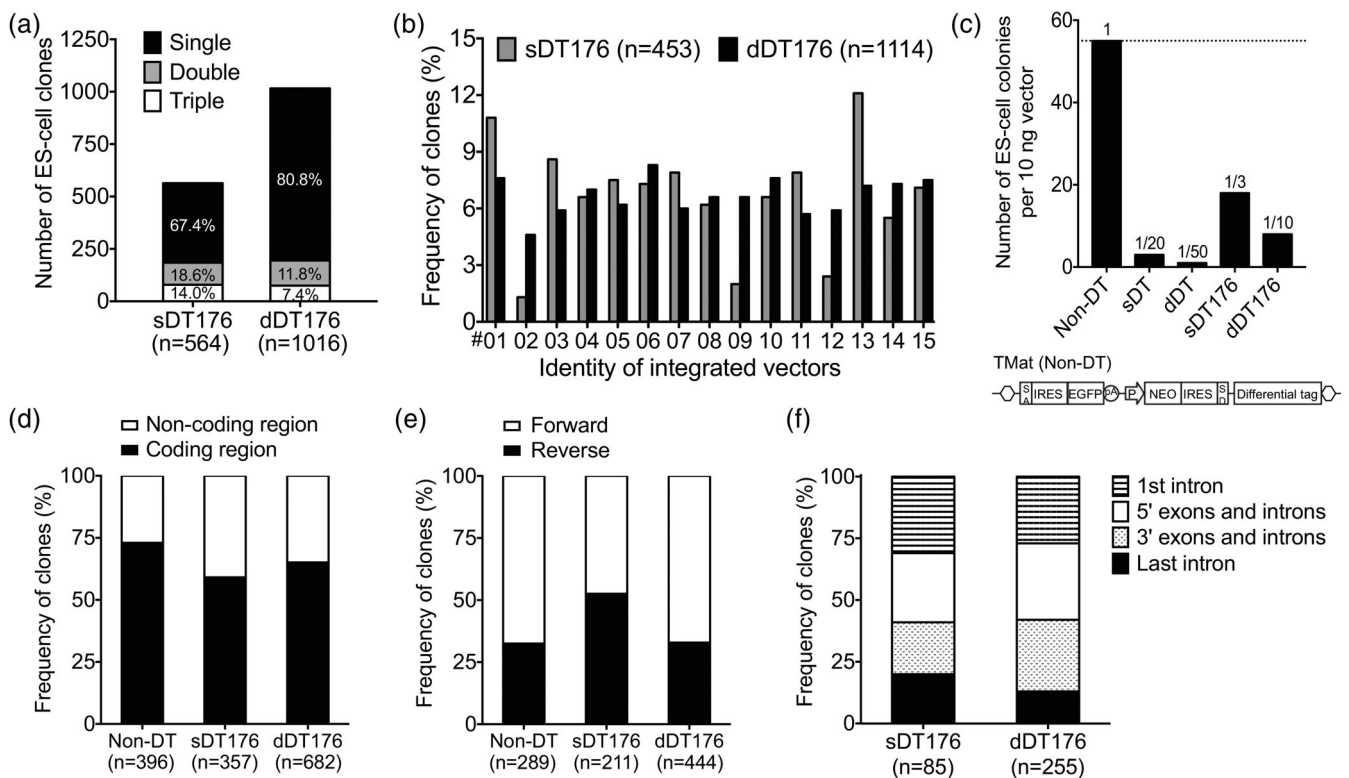 (a)
1250
1000
750
500
250
0
Number of ES-cell clones
Single
Double
Triple
67.4%
18.6%
14.0%
80.8%
11.8%
7.4%
sDT176
(n=564)
dDT176
(n=1016)
(b)
15
12
9
6
3
0
Frequency of clones (%)
sDT176 (n=453) dDT176 (n=1114)
#01 02 03 04 05 06 07 08 09 10 11 12 13 14 15
Identity of integrated vectors
(c)
60
40
20
0
Number of ES-cell colonies
per 10 ng vector
1
1/20
1/50
1/3
1/10
Non-DT
sDT
dDT
sDT176
dDT176
TMat (Non-DT)
SA IRES EGFP pA P NEO IRES SD Differential tag
(d)
Non-coding region
Coding region
100
75
50
25
0
Frequency of clones (%)
Non-DT
(n=396)
sDT176
(n=357)
dDT176
(n=682)
(e)
Forward
Reverse
100
75
50
25
0
Frequency of clones (%)
Non-DT
(n=289)
sDT176
(n=211)
dDT176
(n=444)
(f)
100
75
50
25
0
Frequency of clones (%)
sDT176
(n=85)
dDT176
(n=255)
1st intron
5' exons and introns
3' exons and introns
Last intron